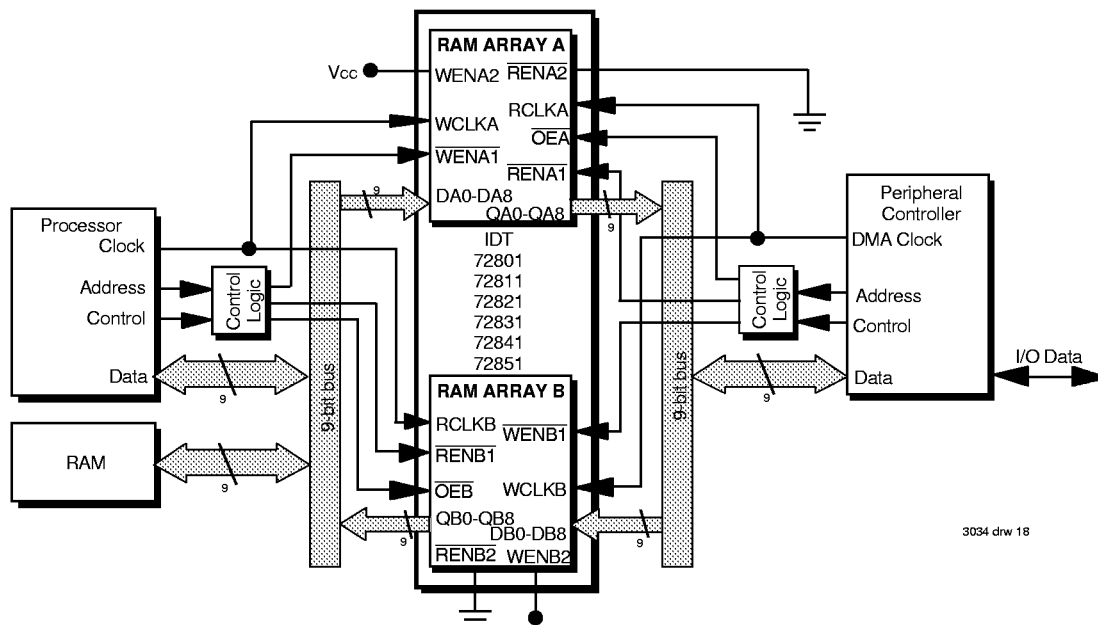 RAM ARRAY A
VCC
WENA2
RENA2
RCLKA
WCLKA
OEA
WENA1
RENA1
DA0-DA8
QA0-QA8
9
9
Processor
Clock
Address
Control
Data
9
Control
Logic
RAM
9
9-bit bus
IDT
72801
72811
72821
72831
72841
72851
RAM ARRAY B
RCLKB
WENB1
RENB1
OEB
WCLKB
QB0-QB8
DB0-DB8
RENB2
WENB2
9
9
9-bit bus
Control
Logic
9
Peripheral
Controller
DMA Clock
Address
Control
Data
I/O Data
3034 drw 18